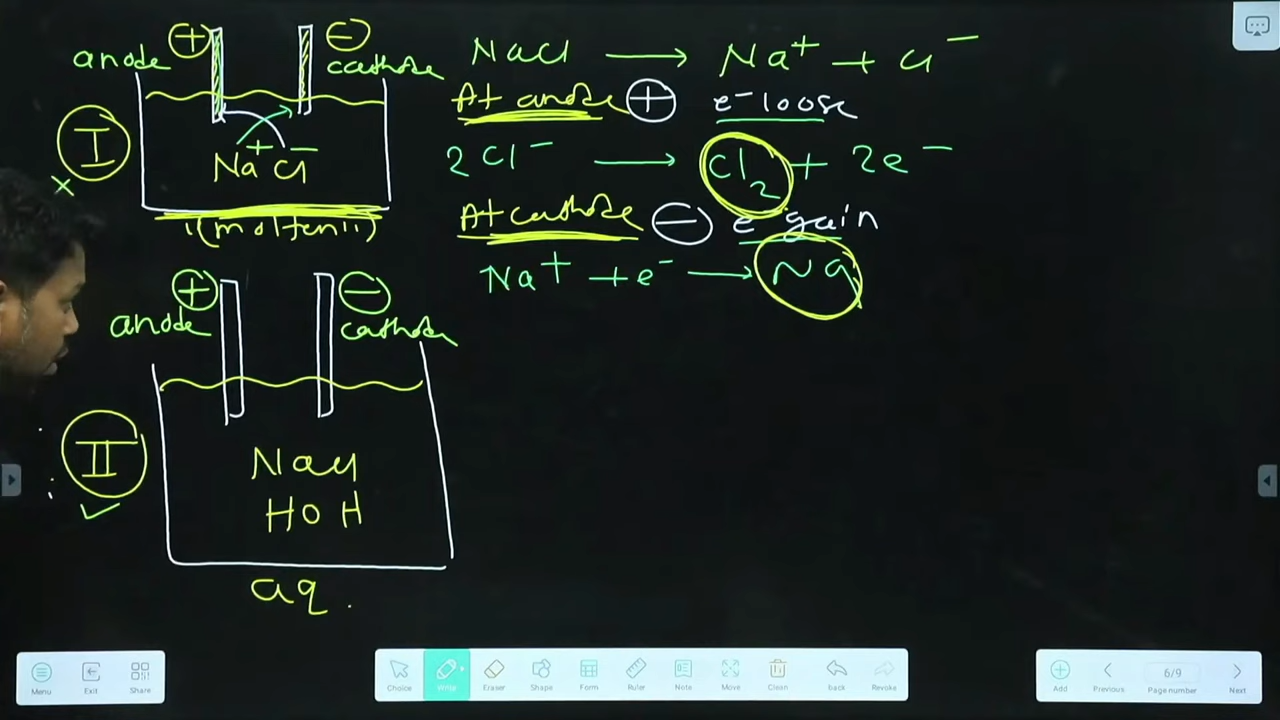 anode ⊕ ⊖ cathode
NaCl → Na⁺ + Cl⁻
At anode ⊕ e⁻ loose
I
Na⁺ Cl⁻
2Cl⁻ → Cl₂ + 2e⁻
x
"(molten")
At cathode ⊖ e⁻ gain
Na⁺ + e⁻ → Na
anode ⊕ ⊖ cathode
II
NaCl
HOH
aq.
Menu Exit Share
Choice Write Eraser Shape Form Ruler Note Move Clean back Revoke
Add Previous 6/9 Page number Next